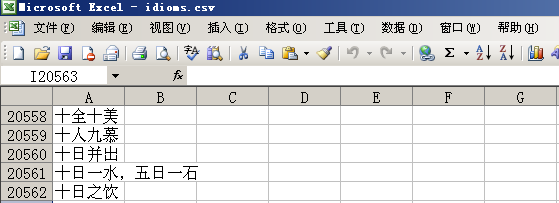 Microsoft Excel - idioms.csv
文件(F) 编辑(E) 视图(V) 插入(I) 格式(O) 工具(T) 数据(D) 窗口(W) 帮助(H)
I20563 fx
A B C D E F G
20558 十全十美
20559 十人九慕
20560 十日并出
20561 十日一水，五日一石
20562 十日之饮